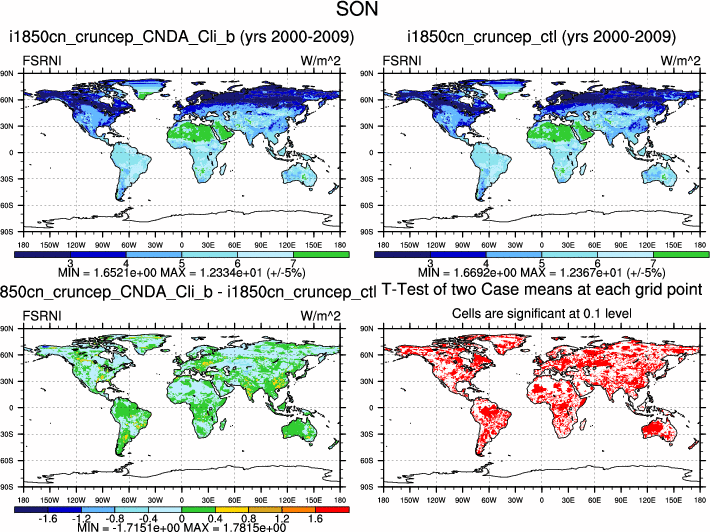 SON
i1850cn_cruncep_CNDA_Cli_b (yrs 2000-2009)
i1850cn_cruncep_ctl (yrs 2000-2009)
FSRNI W/m^2
FSRNI W/m^2
90N 90N
60N 60N
30N 30N
0 0
30S 30S
60S 60S
90S 90S
180 150W 120W 90W 60W 30W 0 30E 60E 90E 120E 150E 180
180 150W 120W 90W 60W 30W 0 30E 60E 90E 120E 150E 180
3 4 5 6 7
3 4 5 6 7
MIN = 1.6521e+00 MAX = 1.2334e+01 (+/-5%)
MIN = 1.6692e+00 MAX = 1.2367e+01 (+/-5%)
850cn_cruncep_CNDA_Cli_b - i1850cn_cruncep_ctl
T-Test of two Case means at each grid point
Cells are significant at 0.1 level
FSRNI W/m^2
90N 90N
60N 60N
30N 30N
0 0
30S 30S
60S 60S
90S 90S
180 150W 120W 90W 60W 30W 0 30E 60E 90E 120E 150E 180
180 150W 120W 90W 60W 30W 0 30E 60E 90E 120E 150E 180
-1.6 -1.2 -0.8 -0.4 0 0.4 0.8 1.2 1.6
MIN = -1.7151e+00 MAX = 1.7815e+00